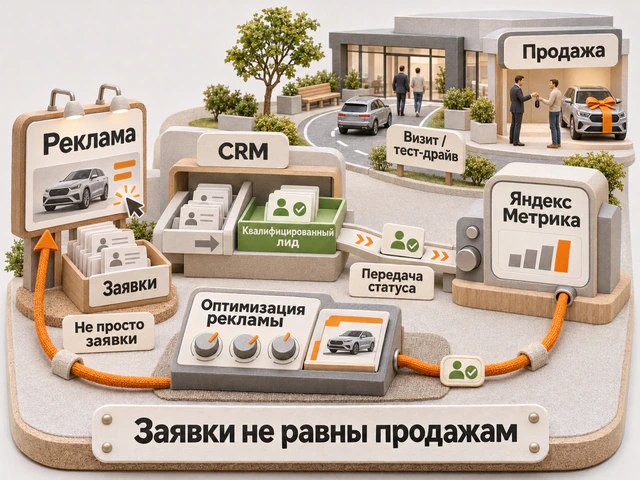 Продажа
Реклама
CRM
Визит /
тест-драйв
Квалифицированный
лид
Яндекс
Метрика
Заявки
Передача
статуса
Не просто
заявки
Оптимизация
рекламы
Заявки не равны продажам